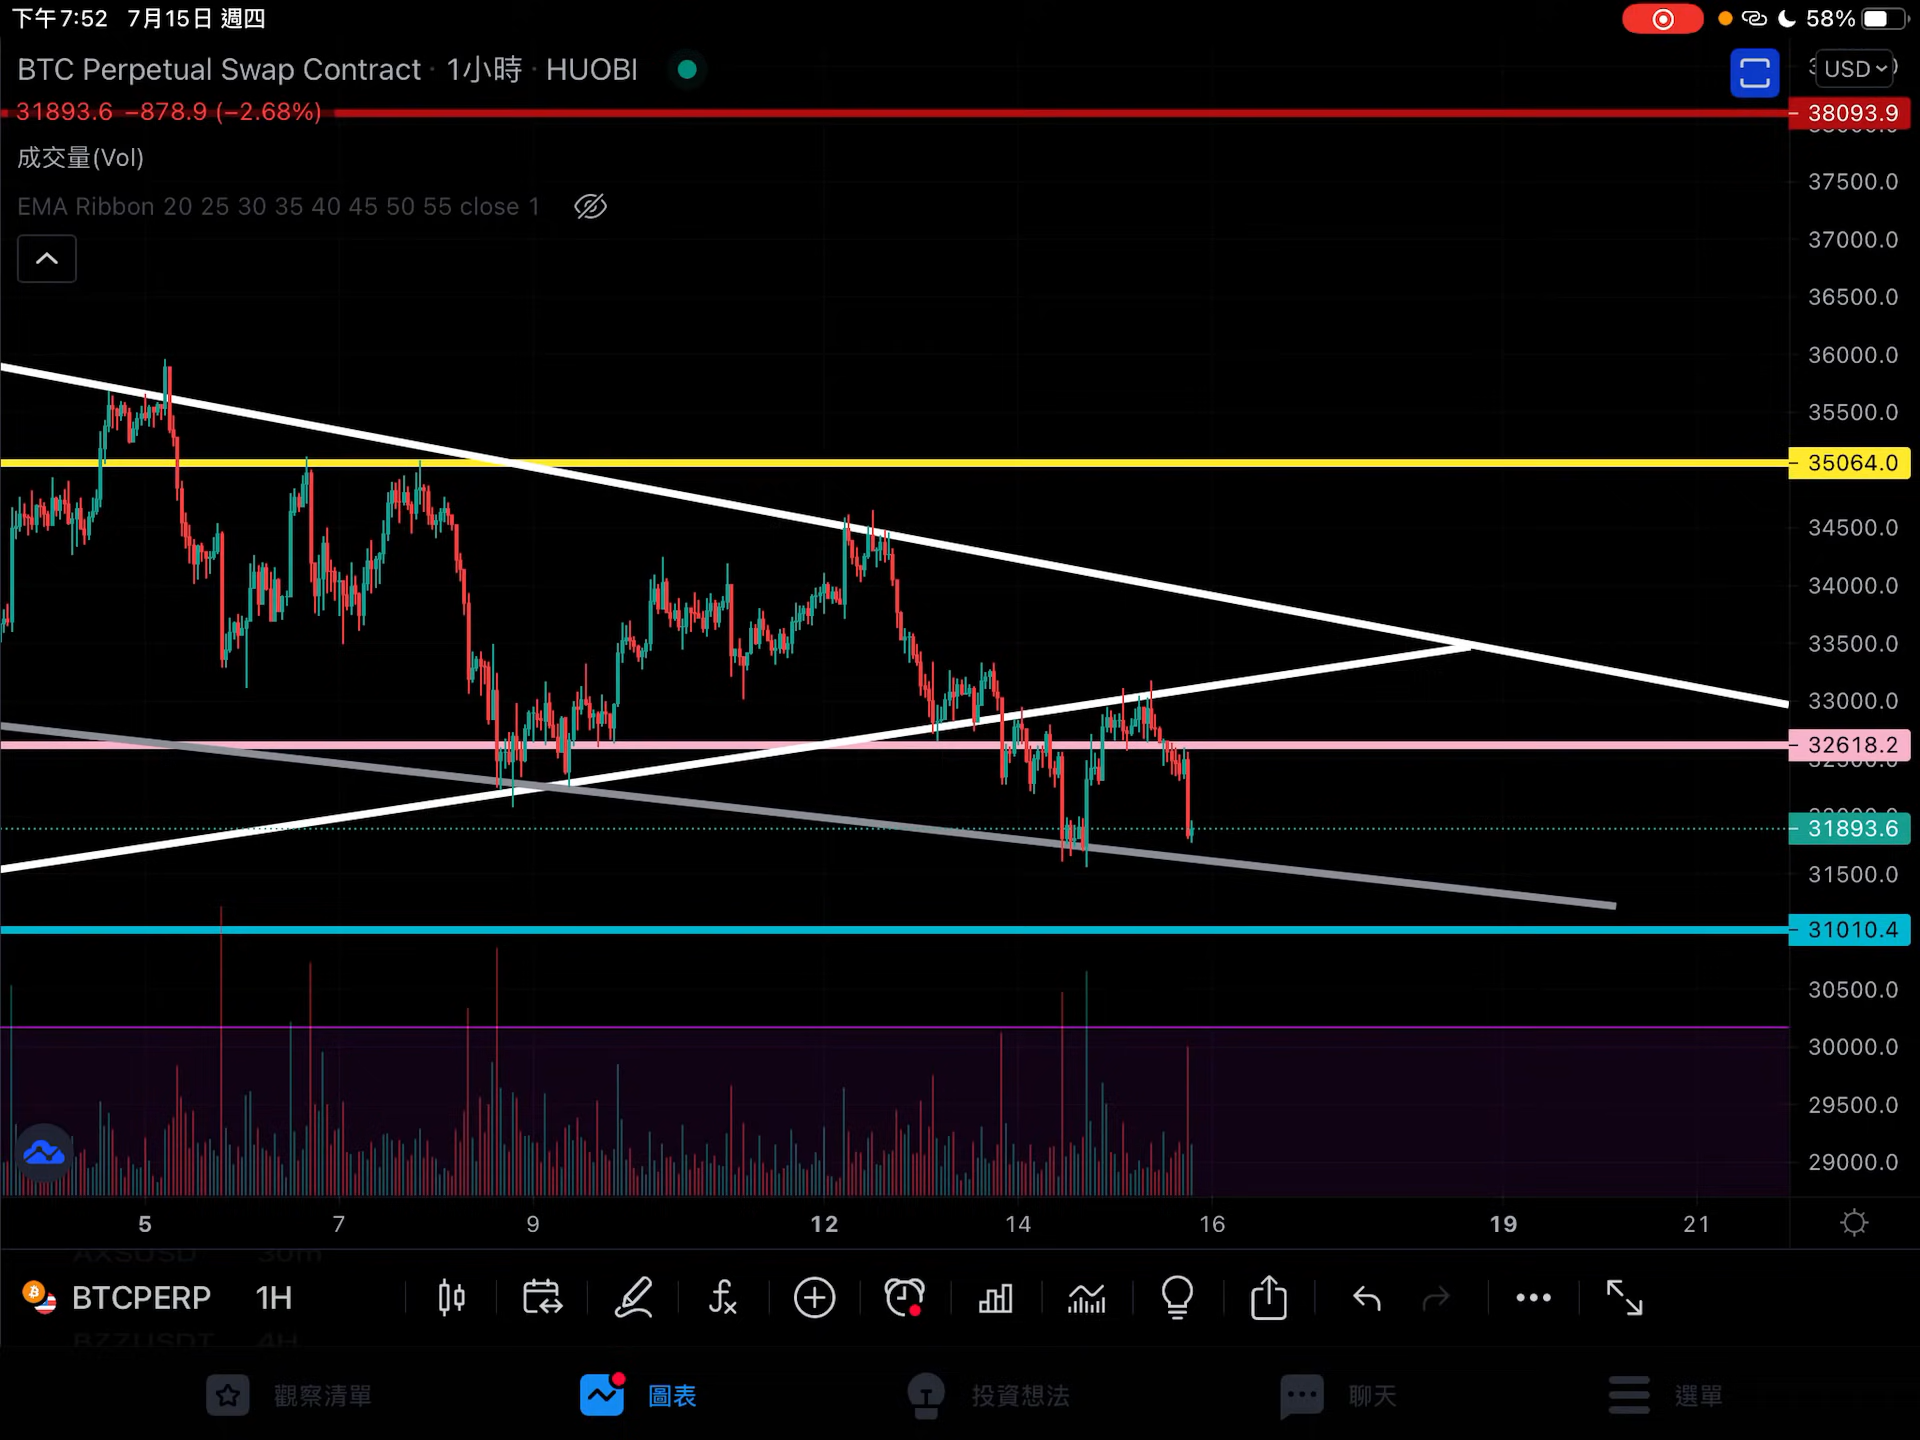 下午7:52 7月15日 週四
58%
BTC Perpetual Swap Contract · 1小時 · HUOBI
USD
31893.6 −878.9 (−2.68%)
38093.9
成交量(Vol)
37500.0
EMA Ribbon 20 25 30 35 40 45 50 55 close 1
37000.0
36500.0
36000.0
35500.0
35064.0
34500.0
34000.0
33500.0
33000.0
32618.2
31893.6
31500.0
31010.4
30500.0
30000.0
29500.0
29000.0
5 7 9 12 14 16 19 21
AXSUSD 30m
BTCPERP 1H
BZZUSDT 4H
觀察清單 圖表 投資想法 聊天 選單